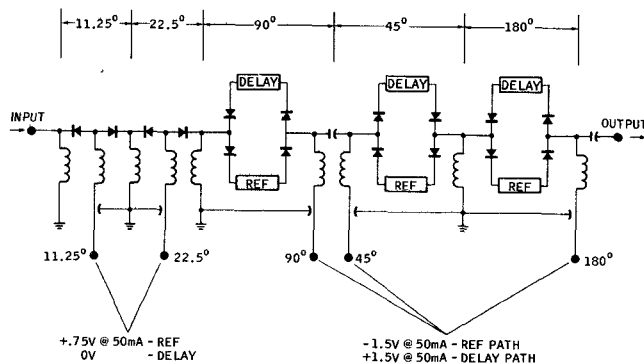 11.25° 22.5° 90° 45° 180°
DELAY DELAY DELAY
INPUT OUTPUT
REF REF REF
11.25° 22.5° 90° 45° 180°
+.75V @ 50mA - REF
0V - DELAY
-1.5V @ 50mA - REF PATH
+1.5V @ 50mA - DELAY PATH